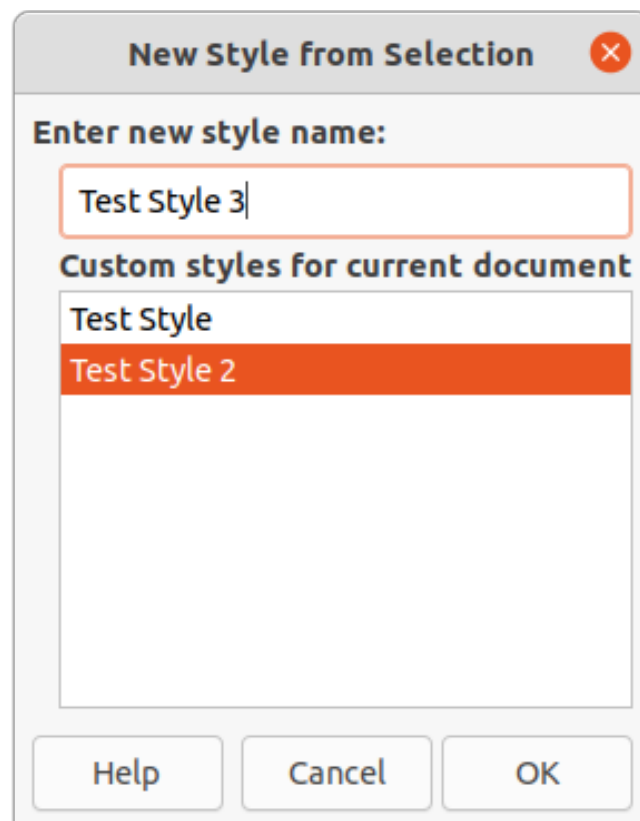 New Style from Selection
Enter new style name:
Test Style 3
Custom styles for current document
Test Style
Test Style 2
Help Cancel OK